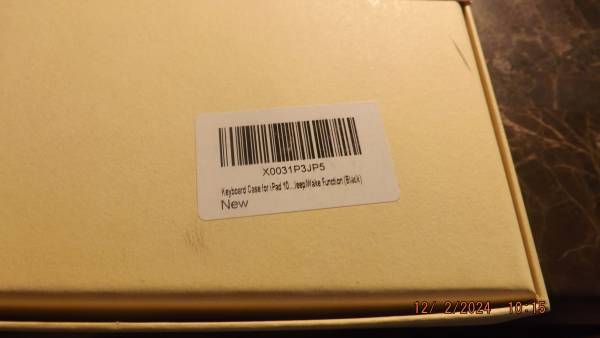 X0031P3JP5
Keyboard Case for iPad 10...leep/Wake Function (Black)
New
12/ 2/2024 10:15